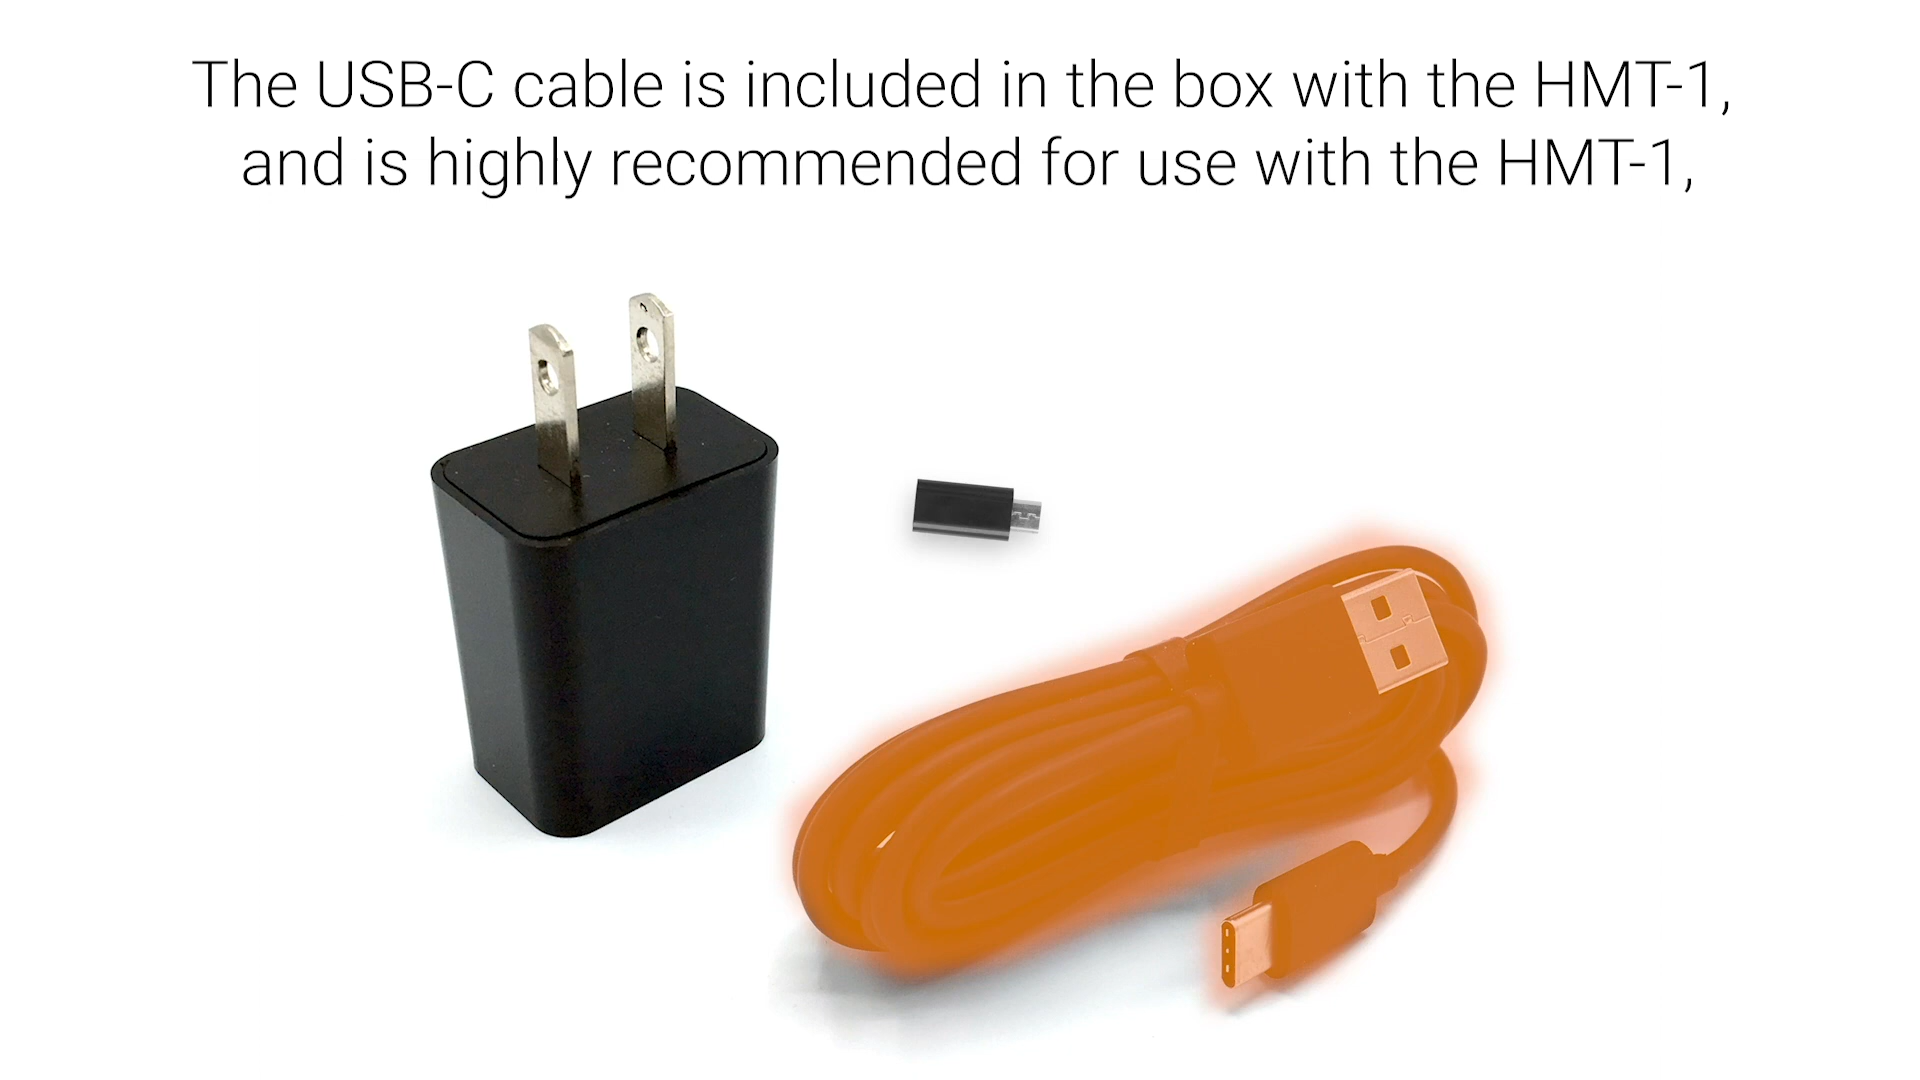 The USB-C cable is included in the box with the HMT-1,
and is highly recommended for use with the HMT-1,